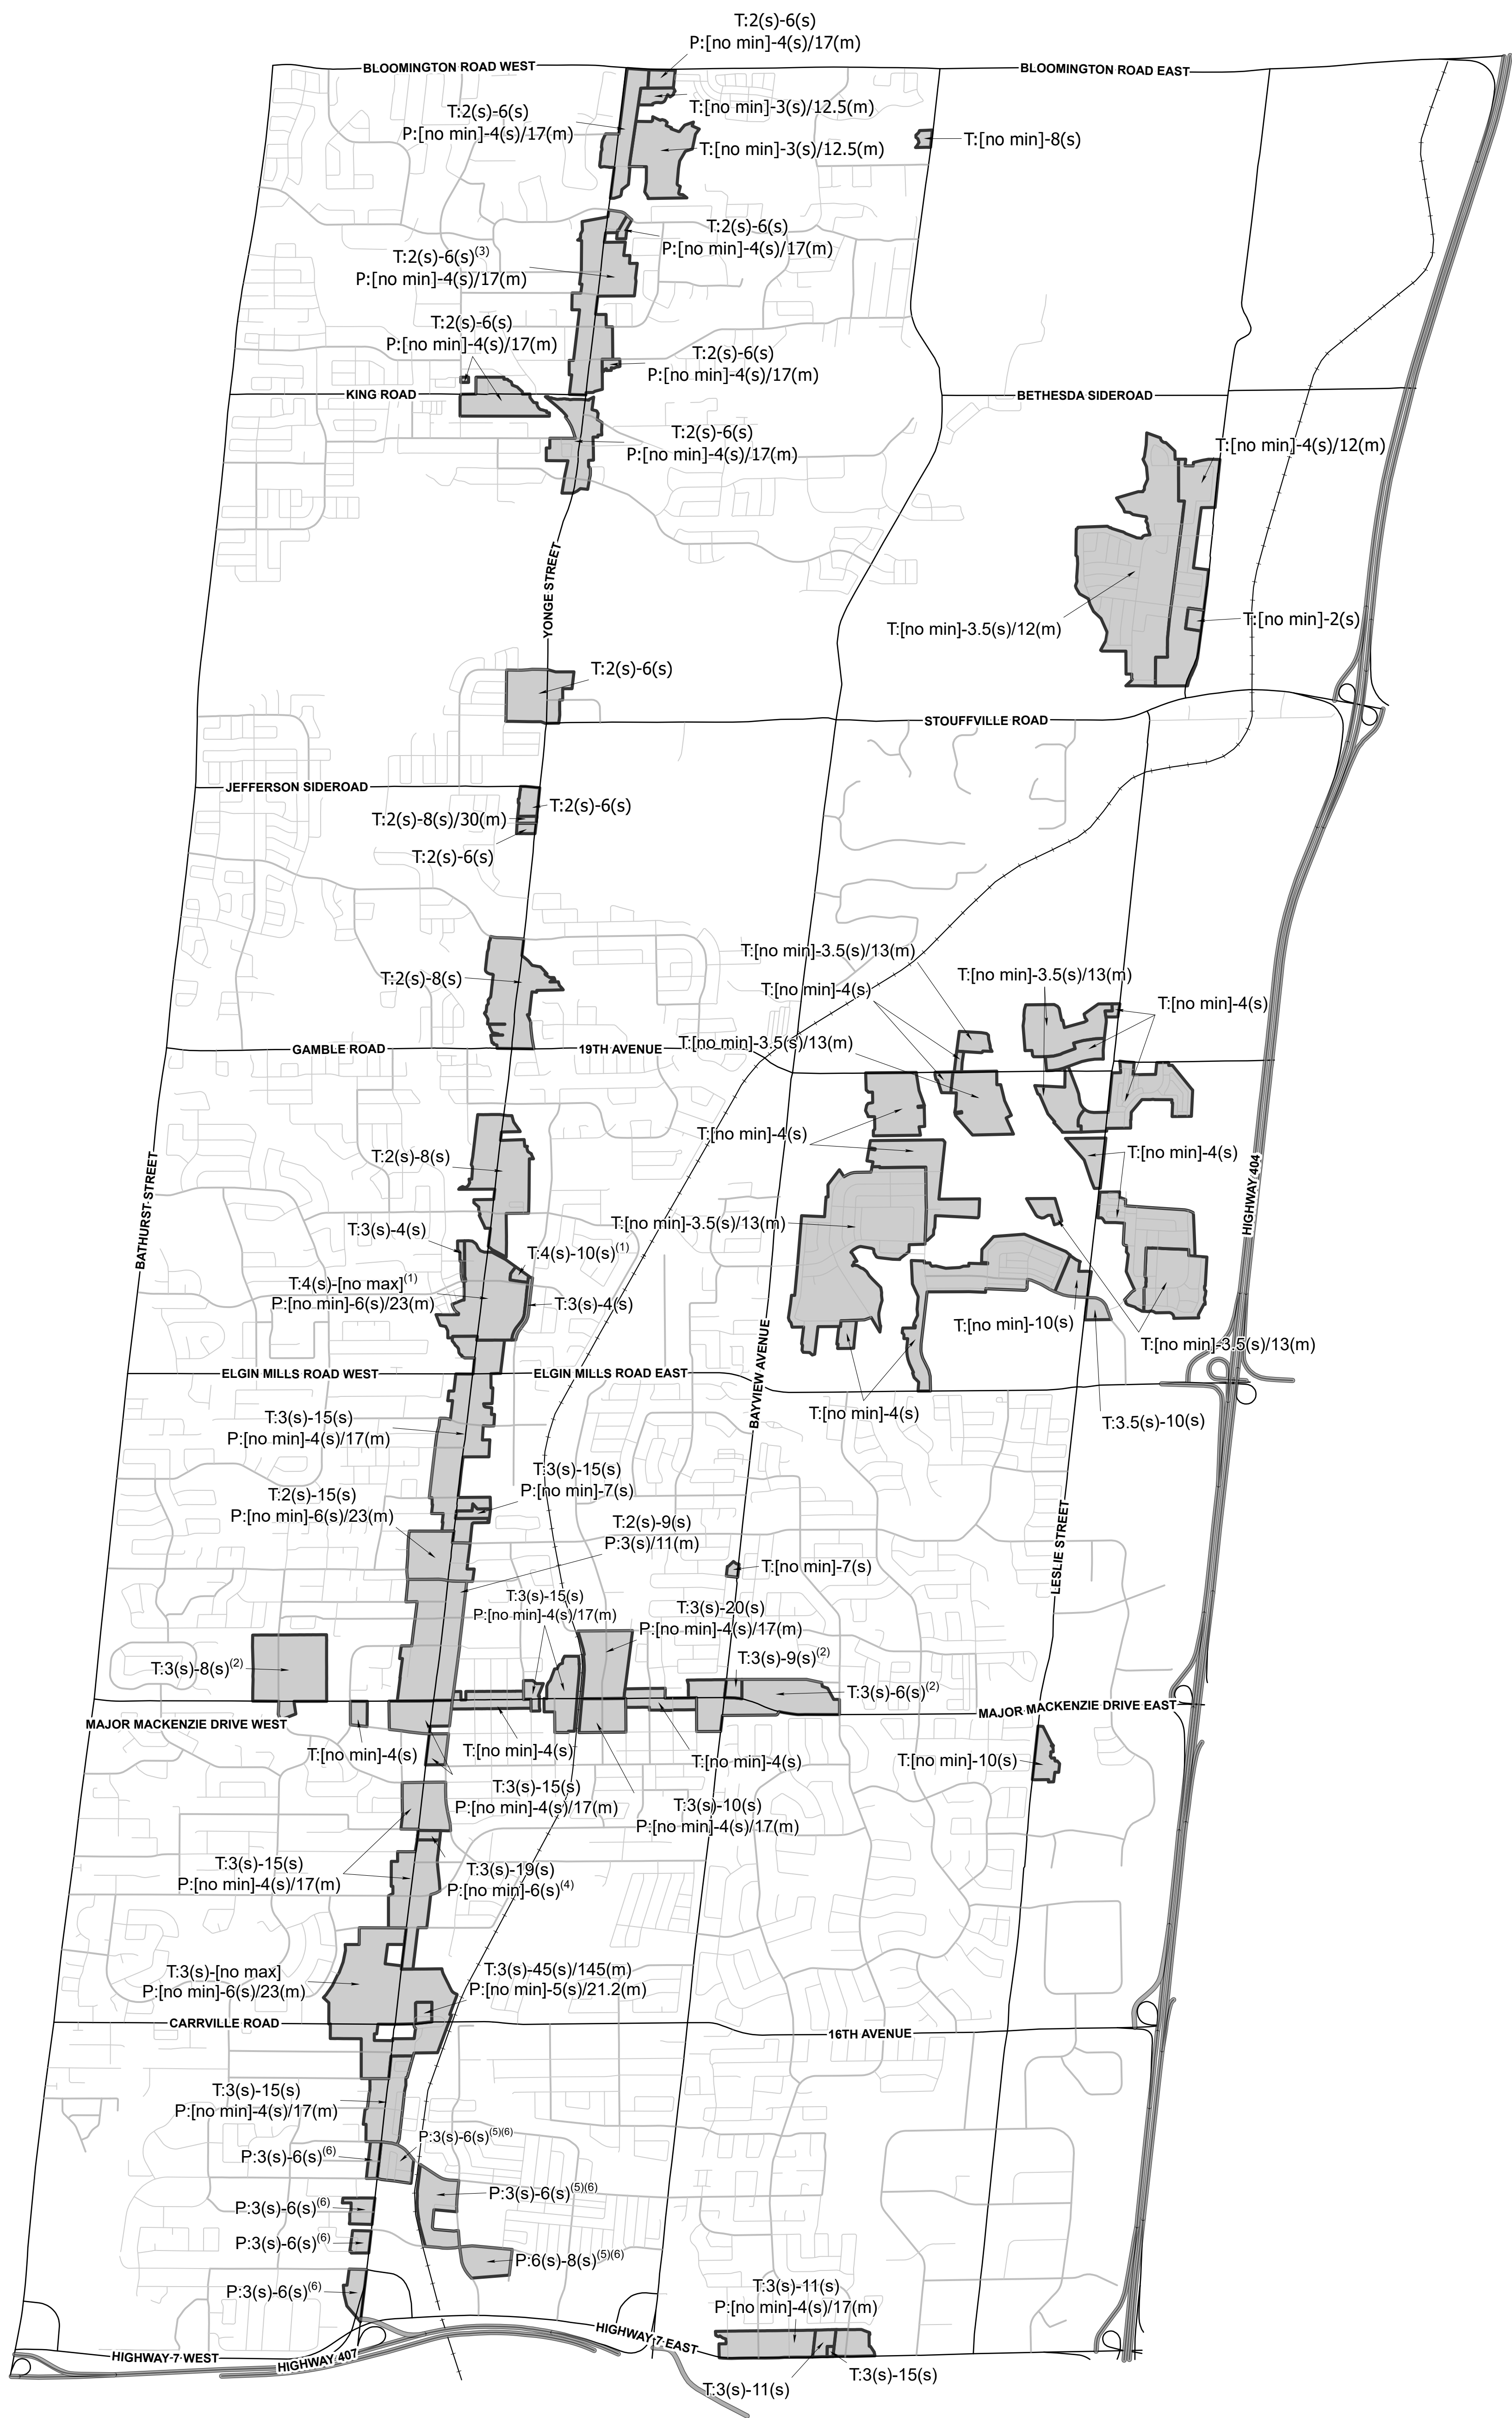 T:2(s)-6(s)
P:[no min]-4(s)/17(m)
BLOOMINGTON ROAD WEST
BLOOMINGTON ROAD EAST
T:[no min]-3(s)/12.5(m)
T:2(s)-6(s)
P:[no min]-4(s)/17(m)
T:[no min]-8(s)
T:[no min]-3(s)/12.5(m)
T:2(s)-6(s)
P:[no min]-4(s)/17(m)
T:2(s)-6(s)(3)
P:[no min]-4(s)/17(m)
T:2(s)-6(s)
P:[no min]-4(s)/17(m)
T:2(s)-6(s)
P:[no min]-4(s)/17(m)
KING ROAD
BETHESDA SIDEROAD
T:2(s)-6(s)
P:[no min]-4(s)/17(m)
T:[no min]-4(s)/12(m)
YONGE STREET
T:[no min]-2(s)
T:[no min]-3.5(s)/12(m)
T:2(s)-6(s)
STOUFFVILLE ROAD
JEFFERSON SIDEROAD
T:2(s)-6(s)
T:2(s)-8(s)/30(m)
T:2(s)-6(s)
T:[no min]-3.5(s)/13(m)
T:2(s)-8(s)
T:[no min]-3.5(s)/13(m)
T:[no min]-4(s)
T:[no min]-4(s)
GAMBLE ROAD
19TH AVENUE
T:[no min]-3.5(s)/13(m)
T:[no min]-4(s)
T:2(s)-8(s)
T:[no min]-4(s)
BATHURST STREET
HIGHWAY 404
T:3(s)-4(s)
T:[no min]-3.5(s)/13(m)
T:4(s)-10(s)(1)
T:4(s)-[no max](1)
P:[no min]-6(s)/23(m)
T:3(s)-4(s)
T:[no min]-10(s)
T:[no min]-3.5(s)/13(m)
BAYVIEW AVENUE
ELGIN MILLS ROAD WEST
ELGIN MILLS ROAD EAST
T:[no min]-4(s)
T:3.5(s)-10(s)
T:3(s)-15(s)
P:[no min]-4(s)/17(m)
T:3(s)-15(s)
P:[no min]-7(s)
T:2(s)-15(s)
P:[no min]-6(s)/23(m)
T:2(s)-9(s)
P:3(s)/11(m)
LESLIE STREET
T:[no min]-7(s)
T:3(s)-15(s)
P:[no min]-4(s)/17(m)
T:3(s)-20(s)
P:[no min]-4(s)/17(m)
T:3(s)-8(s)(2)
T:3(s)-9(s)(2)
T:3(s)-6(s)(2)
MAJOR MACKENZIE DRIVE WEST
MAJOR MACKENZIE DRIVE EAST
T:[no min]-4(s)
T:[no min]-4(s)
T:[no min]-4(s)
T:[no min]-10(s)
T:3(s)-15(s)
P:[no min]-4(s)/17(m)
T:3(s)-10(s)
P:[no min]-4(s)/17(m)
T:3(s)-15(s)
P:[no min]-4(s)/17(m)
T:3(s)-19(s)
P:[no min]-6(s)(4)
T:3(s)-[no max]
P:[no min]-6(s)/23(m)
T:3(s)-45(s)/145(m)
P:[no min]-5(s)/21.2(m)
CARRVILLE ROAD
16TH AVENUE
T:3(s)-15(s)
P:[no min]-4(s)/17(m)
P:3(s)-6(s)(5)(6)
P:3(s)-6(s)(6)
P:3(s)-6(s)(5)(6)
P:3(s)-6(s)(6)
P:3(s)-6(s)(6)
P:6(s)-8(s)(5)(6)
P:3(s)-6(s)(6)
T:3(s)-11(s)
P:[no min]-4(s)/17(m)
HIGHWAY 7 EAST
HIGHWAY 7 WEST
HIGHWAY 407
T:3(s)-15(s)
T:3(s)-11(s)